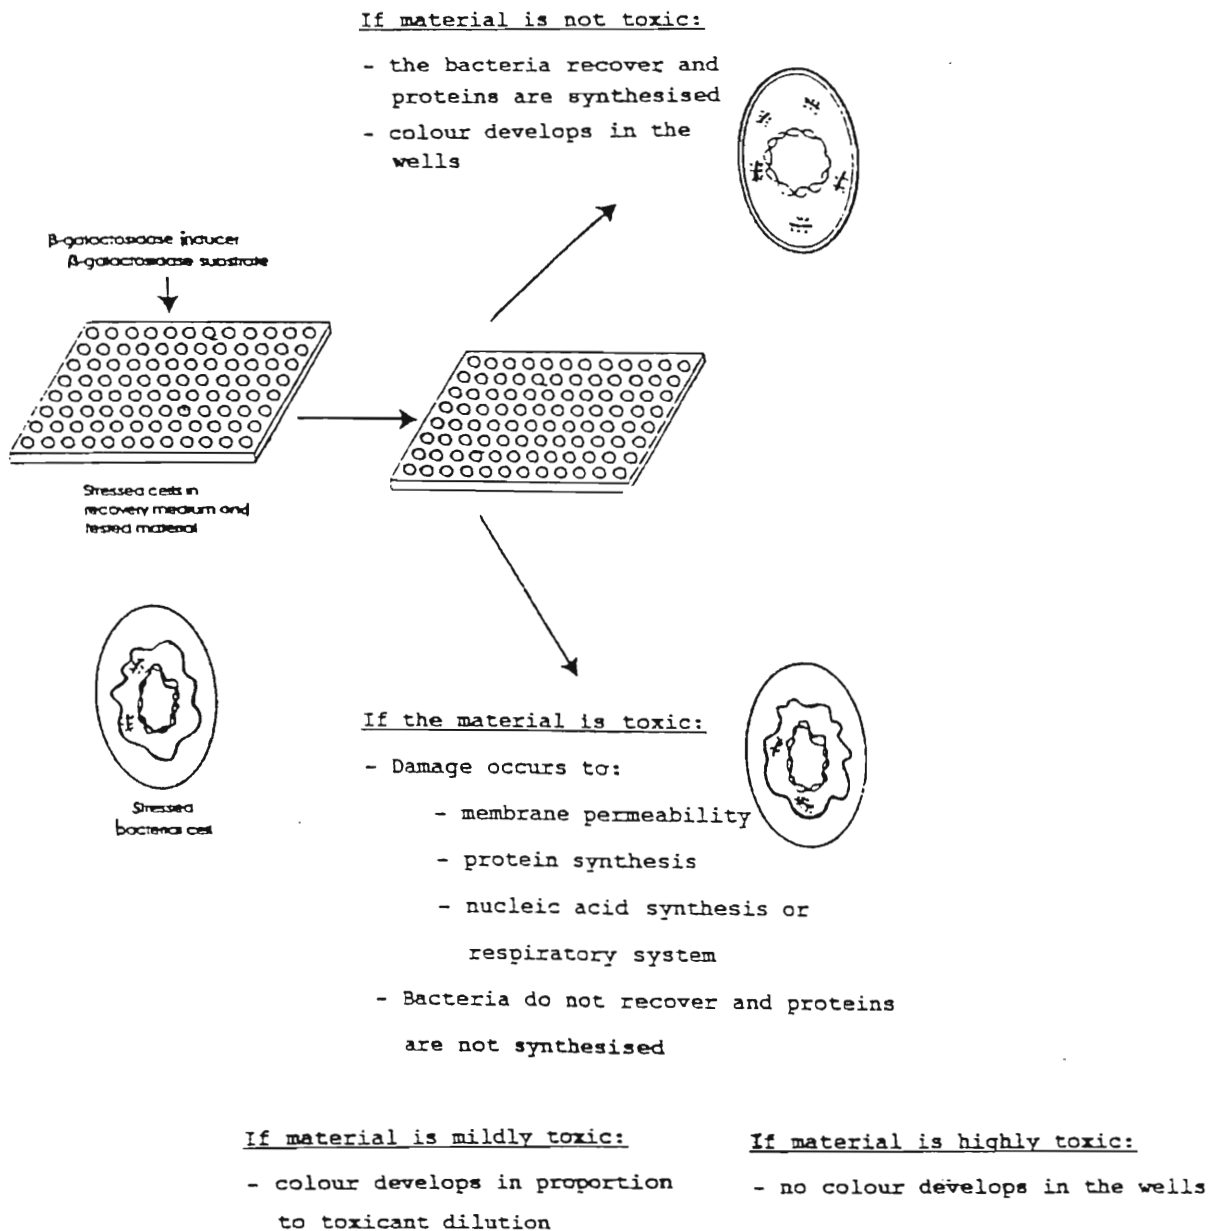 If material is not toxic:
- the bacteria recover and
proteins are synthesised
- colour develops in the
wells
β-galactosidase inducer
β-galactosidase substrate
Stressed cells in
recovery medium and
tested material
Stressed
bacterial cell
If the material is toxic:
- Damage occurs to:
- membrane permeability
- protein synthesis
- nucleic acid synthesis or
respiratory system
- Bacteria do not recover and proteins
are not synthesised
If material is mildly toxic:
- colour develops in proportion
to toxicant dilution
If material is highly toxic:
- no colour develops in the wells